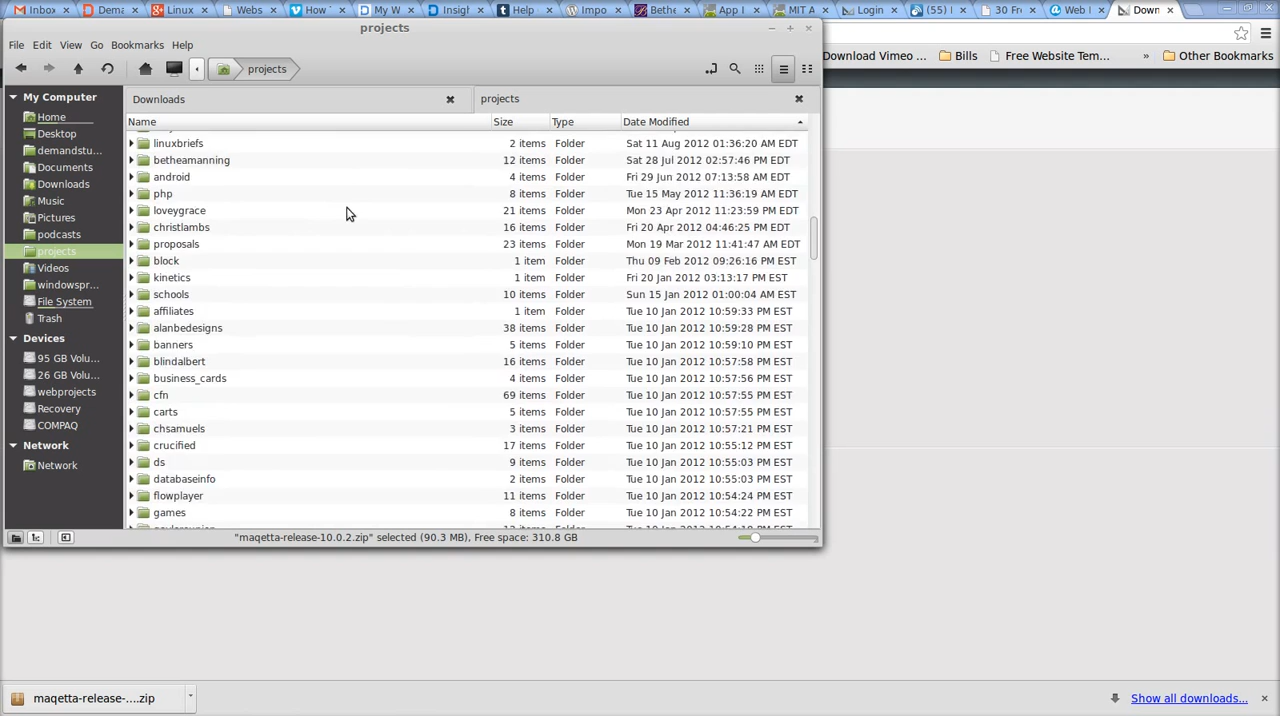 Inbox Dema Linux Webs How My W Insigh Help Impo Bethe App I MIT A Login (55) 30 Fre Web Down
projects
File Edit View Go Bookmarks Help
Download Vimeo Bills Free Website Tem... » Other Bookmarks
projects
My Computer
Home
Desktop
demandstu...
Documents
Downloads
Music
Pictures
podcasts
projects
Videos
windowspr...
File System
Trash
Devices
95 GB Volu...
26 GB Volu...
webprojects
Recovery
COMPAQ
Network
Network
Downloads projects
Name Size Type Date Modified
linuxbriefs 2 items Folder Sat 11 Aug 2012 01:36:20 AM EDT
betheamanning 12 items Folder Sat 28 Jul 2012 02:57:46 PM EDT
android 4 items Folder Fri 29 Jun 2012 07:13:58 AM EDT
php 8 items Folder Tue 15 May 2012 11:36:19 AM EDT
loveygrace 21 items Folder Mon 23 Apr 2012 11:23:59 PM EDT
christlambs 16 items Folder Fri 20 Apr 2012 04:46:25 PM EDT
proposals 23 items Folder Mon 19 Mar 2012 11:41:47 AM EDT
block 1 item Folder Thu 09 Feb 2012 09:26:16 PM EST
kinetics 1 item Folder Fri 20 Jan 2012 03:13:17 PM EST
schools 10 items Folder Sun 15 Jan 2012 01:00:04 AM EST
affiliates 1 item Folder Tue 10 Jan 2012 10:59:33 PM EST
alanbedesigns 38 items Folder Tue 10 Jan 2012 10:59:28 PM EST
banners 5 items Folder Tue 10 Jan 2012 10:59:10 PM EST
blindalbert 16 items Folder Tue 10 Jan 2012 10:57:58 PM EST
business_cards 4 items Folder Tue 10 Jan 2012 10:57:56 PM EST
cfn 69 items Folder Tue 10 Jan 2012 10:57:55 PM EST
carts 5 items Folder Tue 10 Jan 2012 10:57:55 PM EST
chsamuels 3 items Folder Tue 10 Jan 2012 10:57:21 PM EST
crucified 17 items Folder Tue 10 Jan 2012 10:55:12 PM EST
ds 9 items Folder Tue 10 Jan 2012 10:55:03 PM EST
databaseinfo 2 items Folder Tue 10 Jan 2012 10:55:03 PM EST
flowplayer 11 items Folder Tue 10 Jan 2012 10:54:24 PM EST
games 8 items Folder Tue 10 Jan 2012 10:54:22 PM EST
"maqetta-release-10.0.2.zip" selected (90.3 MB), Free space: 310.8 GB
maqetta-release-....zip Show all downloads...